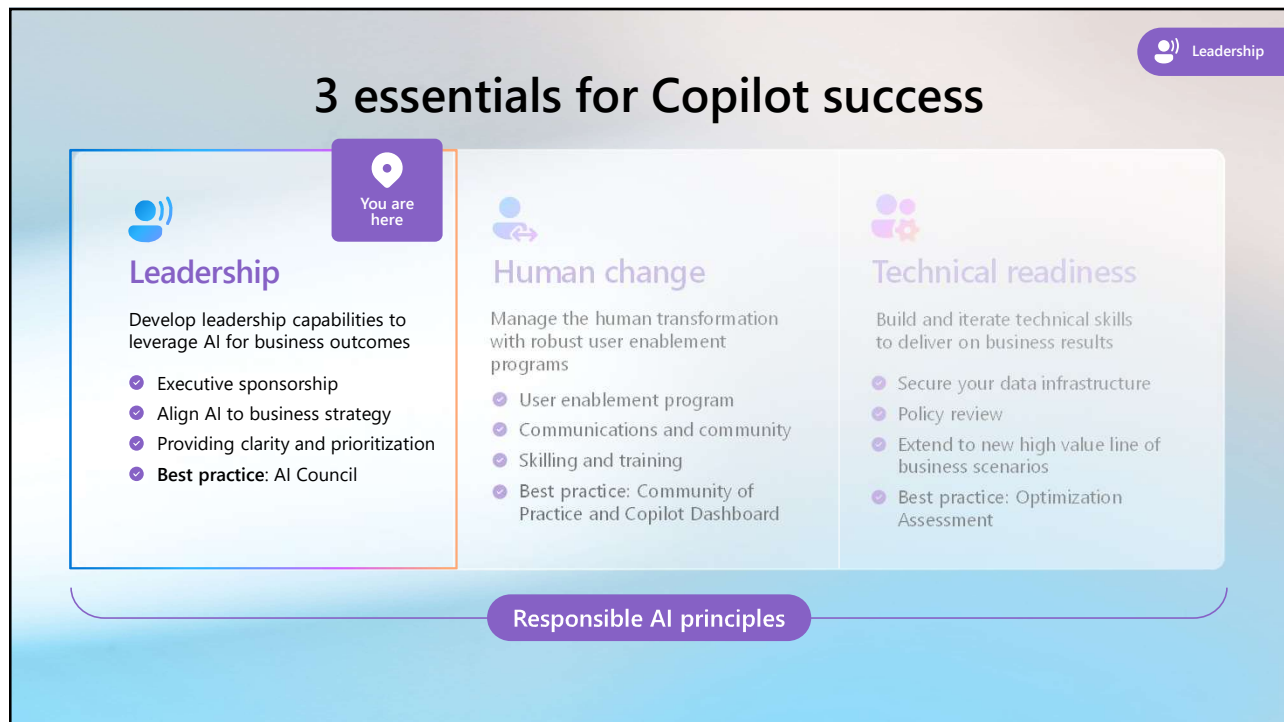 Leadership
3 essentials for Copilot success
You are
here
Leadership
Develop leadership capabilities to
leverage AI for business outcomes
Executive sponsorship
Align AI to business strategy
Providing clarity and prioritization
Best practice: AI Council
Human change
Manage the human transformation
with robust user enablement
programs
User enablement program
Communications and community
Skilling and training
Best practice: Community of
Practice and Copilot Dashboard
Technical readiness
Build and iterate technical skills
to deliver on business results
Secure your data infrastructure
Policy review
Extend to new high value line of
business scenarios
Best practice: Optimization
Assessment
Responsible AI principles